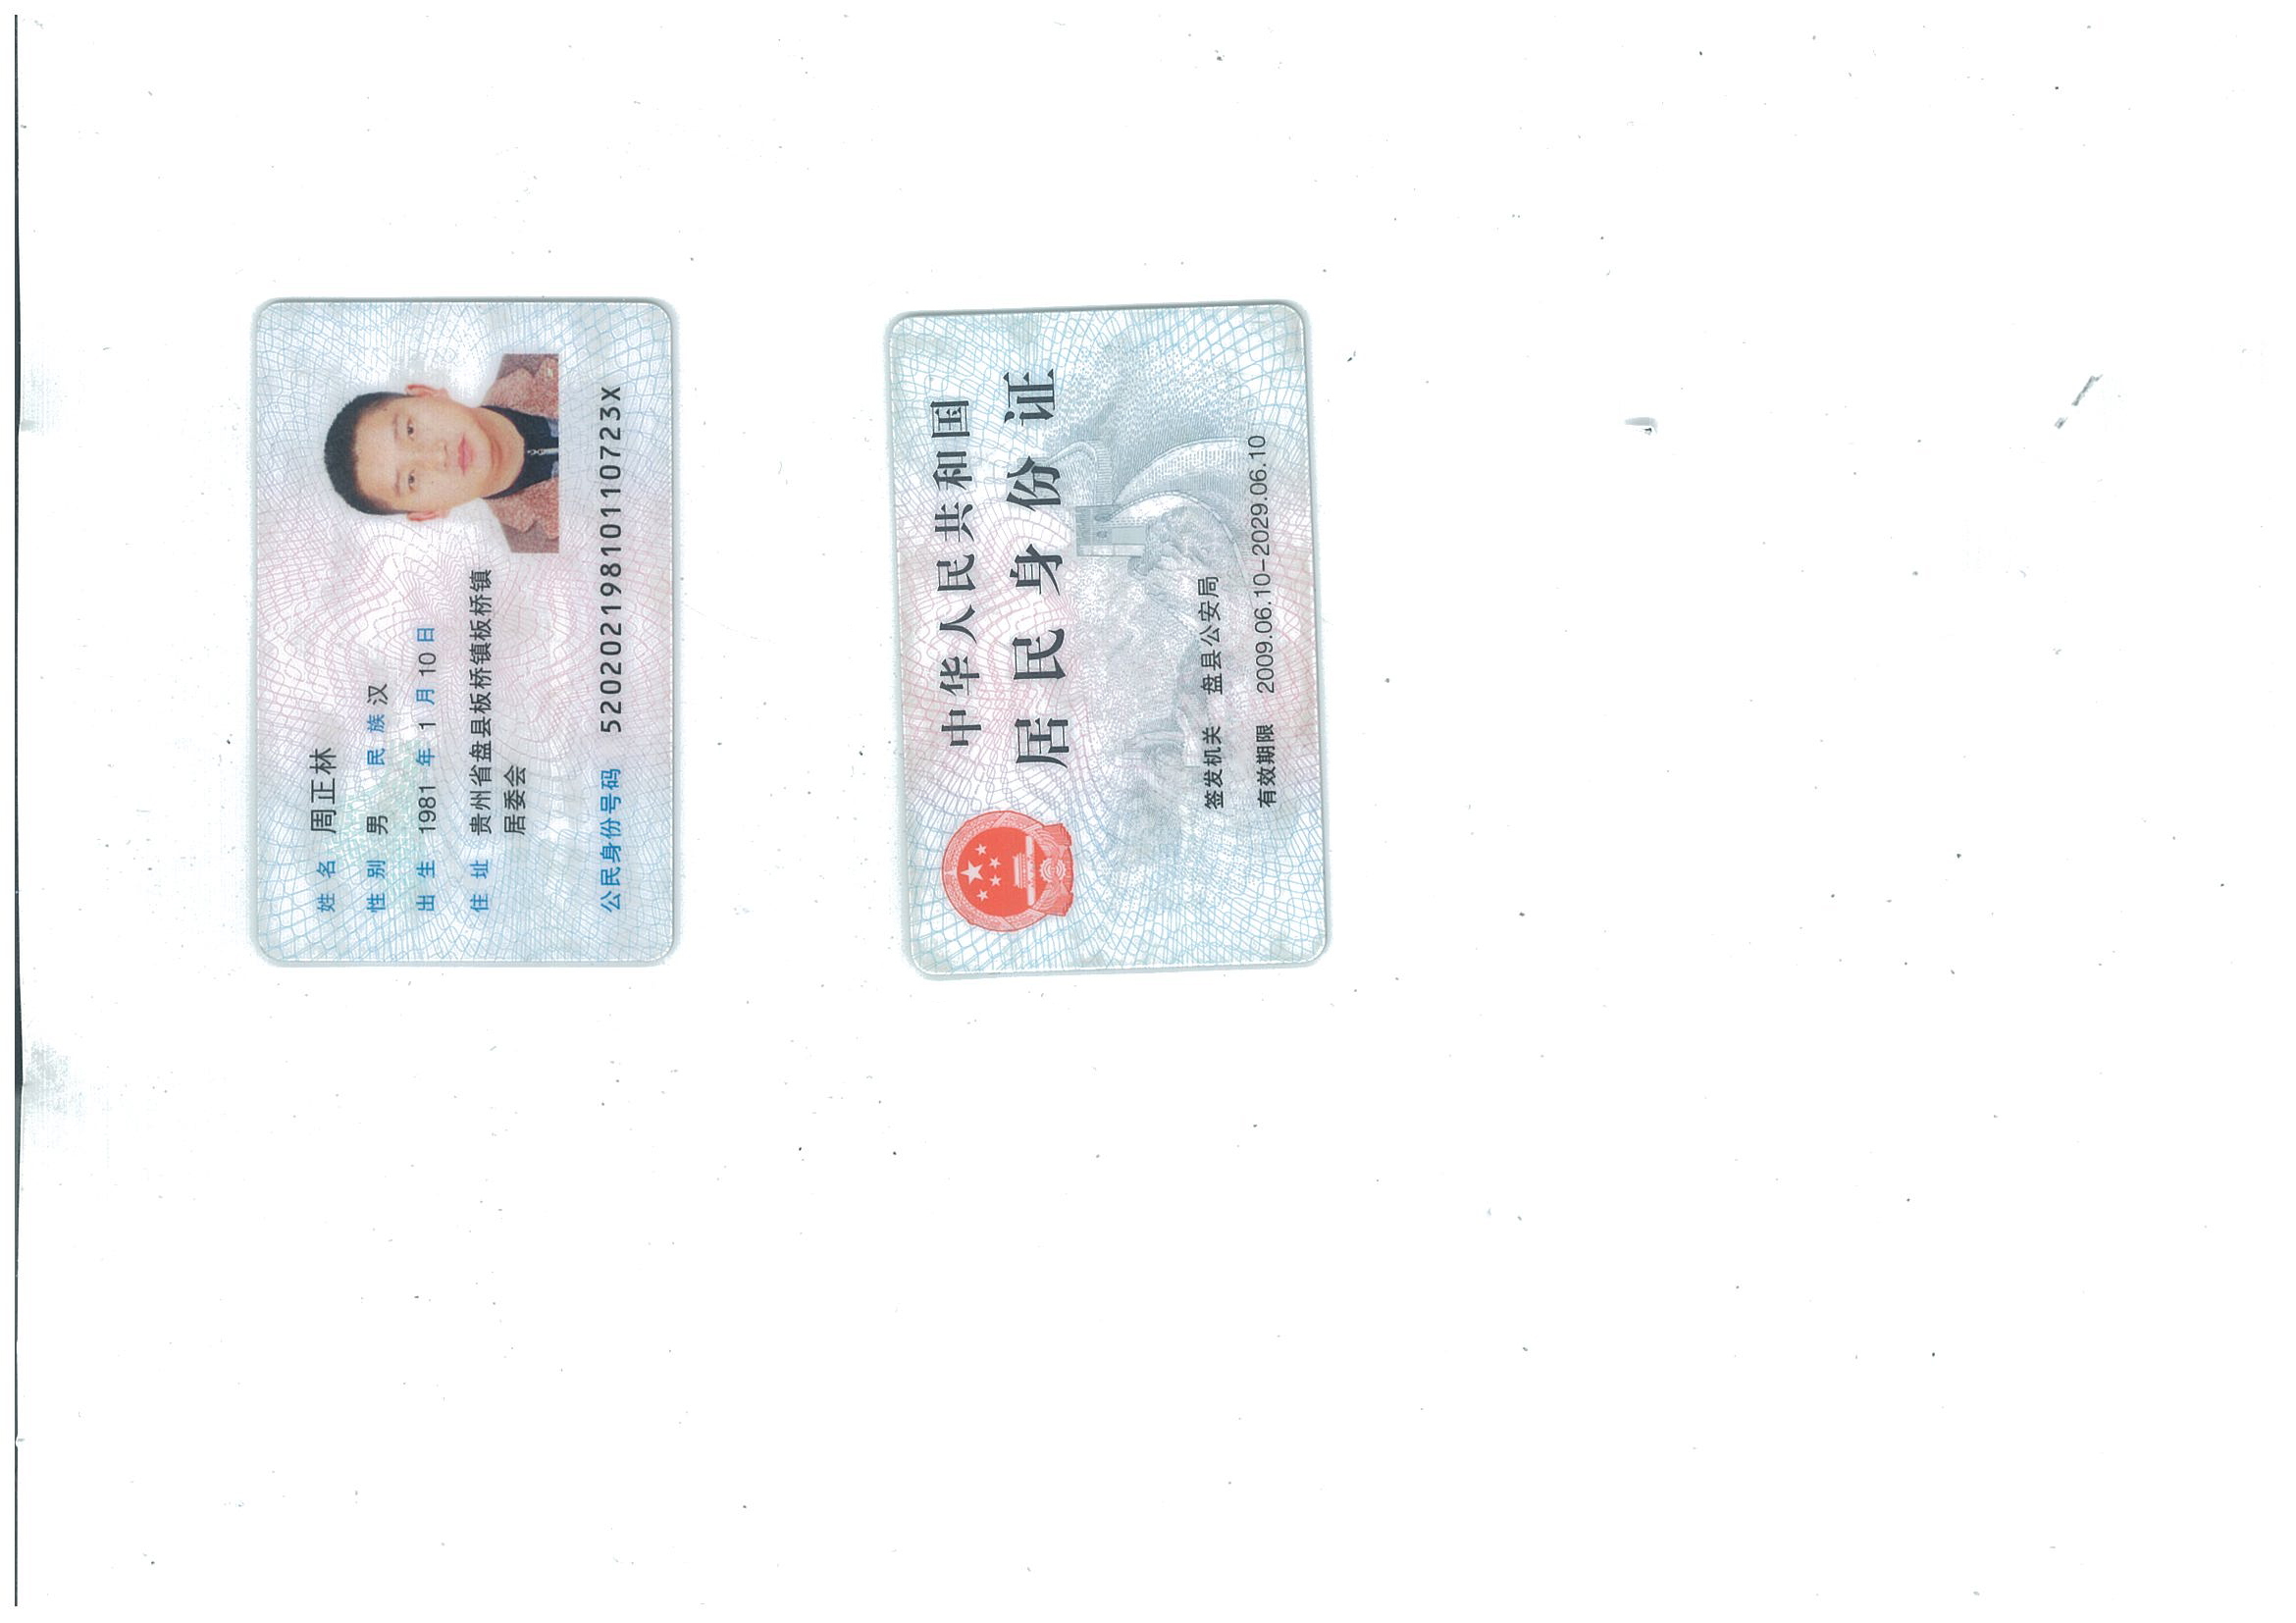 姓名 周正林
性别 男 民族 汉
出生 1981 年 1 月 10 日
住址 贵州省盘县板桥镇板桥镇
居委会
公民身份号码 52020219810110723X
中华人民共和国
居民身份证
签发机关 盘县公安局
有效期限 2009.06.10-2029.06.10